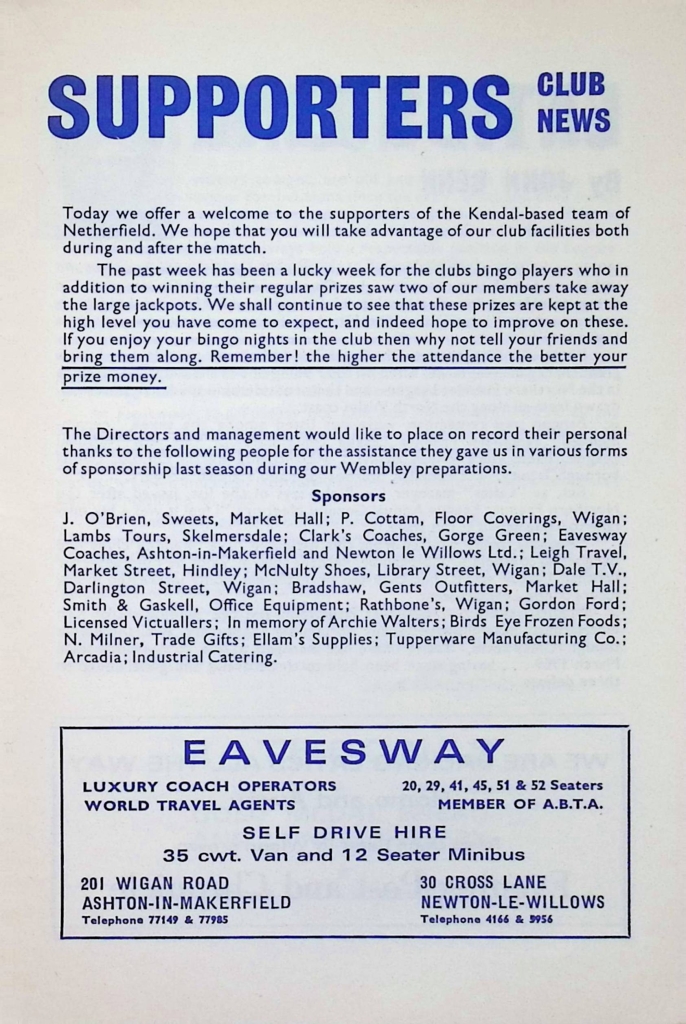 SUPPORTERS CLUB NEWS
Today we offer a welcome to the supporters of the Kendal-based team of
Netherfield. We hope that you will take advantage of our club facilities both
during and after the match.
The past week has been a lucky week for the clubs bingo players who in
addition to winning their regular prizes saw two of our members take away
the large jackpots. We shall continue to see that these prizes are kept at the
high level you have come to expect, and indeed hope to improve on these.
If you enjoy your bingo nights in the club then why not tell your friends and
bring them along. Remember! the higher the attendance the better your
prize money.
The Directors and management would like to place on record their personal
thanks to the following people for the assistance they gave us in various forms
of sponsorship last season during our Wembley preparations.
Sponsors
J. O'Brien, Sweets, Market Hall; P. Cottam, Floor Coverings, Wigan;
Lambs Tours, Skelmersdale; Clark's Coaches, Gorge Green; Eavesway
Coaches, Ashton-in-Makerfield and Newton le Willows Ltd.; Leigh Travel,
Market Street, Hindley; McNulty Shoes, Library Street, Wigan; Dale T.V.,
Darlington Street, Wigan; Bradshaw, Gents Outfitters, Market Hall;
Smith & Gaskell, Office Equipment; Rathbone's, Wigan; Gordon Ford;
Licensed Victuallers; In memory of Archie Walters; Birds Eye Frozen Foods;
N. Milner, Trade Gifts; Ellam's Supplies; Tupperware Manufacturing Co.;
Arcadia; Industrial Catering.
EAVESWAY
LUXURY COACH OPERATORS 20, 29, 41, 45, 51 & 52 Seaters
WORLD TRAVEL AGENTS MEMBER OF A.B.T.A.
SELF DRIVE HIRE
35 cwt. Van and 12 Seater Minibus
201 WIGAN ROAD 30 CROSS LANE
ASHTON-IN-MAKERFIELD NEWTON-LE-WILLOWS
Telephone 77149 & 77985 Telephone 4166 & 5956